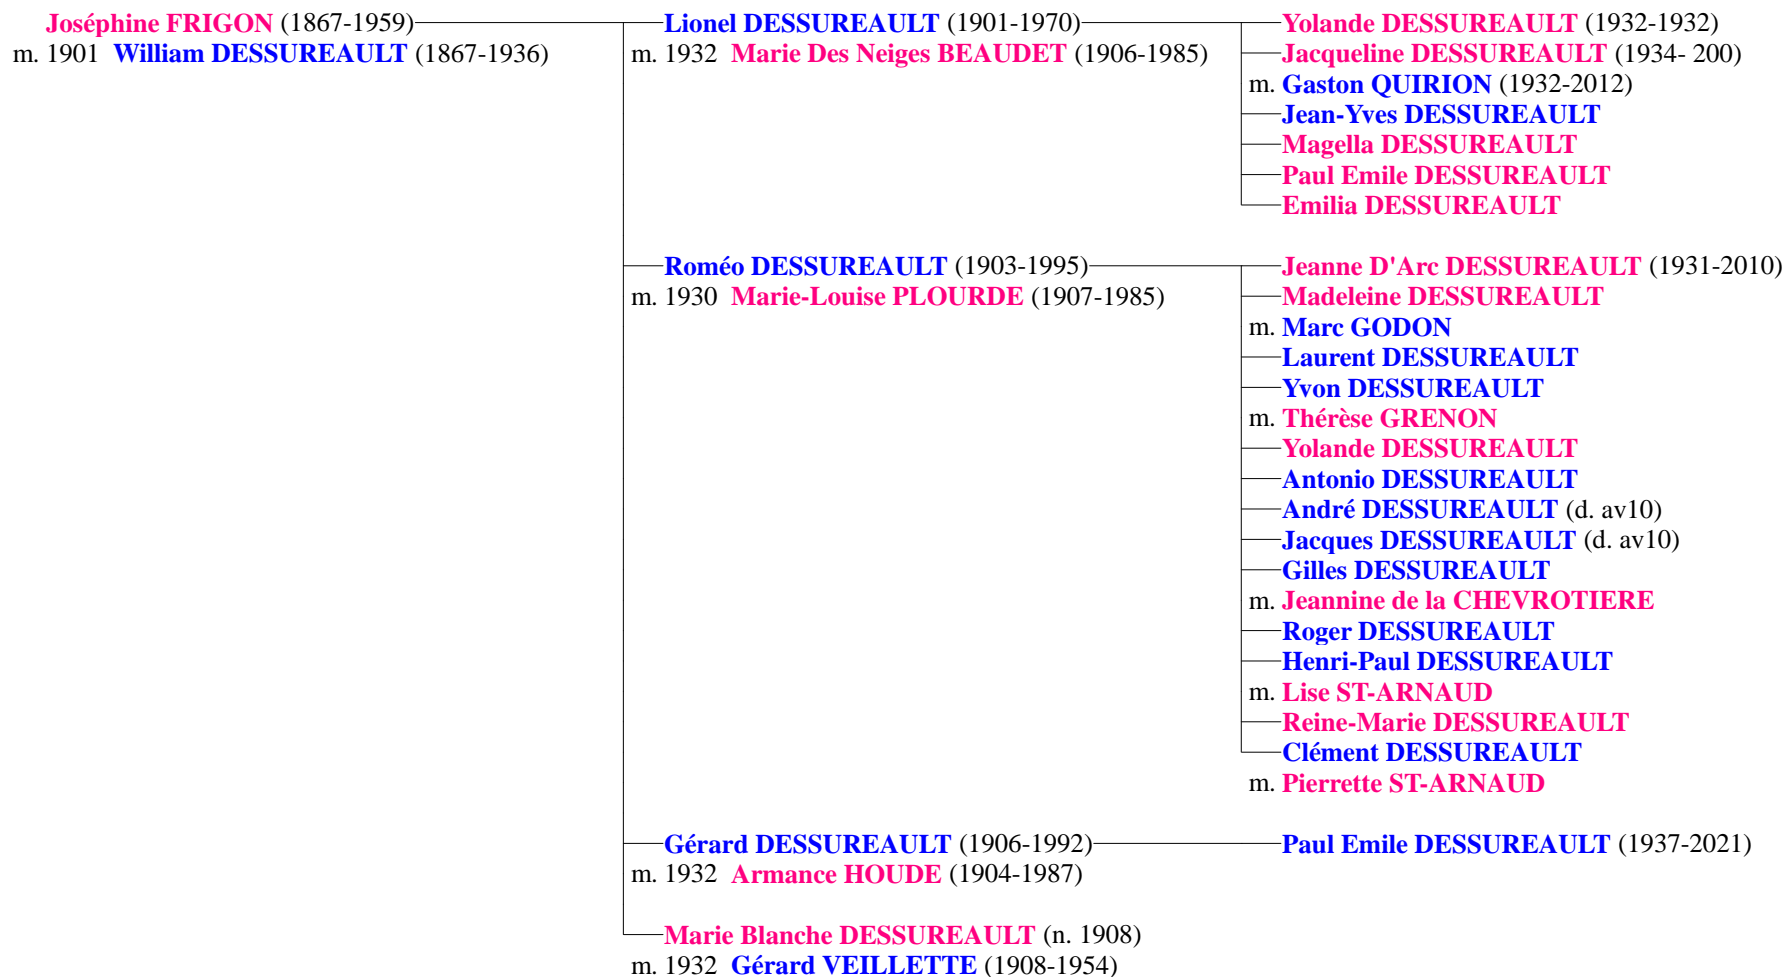 Joséphine FRIGON (1867-1959)
m. 1901 William DESSUREAULT (1867-1936)
Lionel DESSUREAULT (1901-1970)
m. 1932 Marie Des Neiges BEAUDET (1906-1985)
Yolande DESSUREAULT (1932-1932)
Jacqueline DESSUREAULT (1934- 200)
m. Gaston QUIRION (1932-2012)
Jean-Yves DESSUREAULT
Magella DESSUREAULT
Paul Emile DESSUREAULT
Emilia DESSUREAULT
Roméo DESSUREAULT (1903-1995)
m. 1930 Marie-Louise PLOURDE (1907-1985)
Jeanne D'Arc DESSUREAULT (1931-2010)
Madeleine DESSUREAULT
m. Marc GODON
Laurent DESSUREAULT
Yvon DESSUREAULT
m. Thérèse GRENON
Yolande DESSUREAULT
Antonio DESSUREAULT
André DESSUREAULT (d. av10)
Jacques DESSUREAULT (d. av10)
Gilles DESSUREAULT
m. Jeannine de la CHEVROTIERE
Roger DESSUREAULT
Henri-Paul DESSUREAULT
m. Lise ST-ARNAUD
Reine-Marie DESSUREAULT
Clément DESSUREAULT
m. Pierrette ST-ARNAUD
Gérard DESSUREAULT (1906-1992)
m. 1932 Armance HOUDE (1904-1987)
Paul Emile DESSUREAULT (1937-2021)
Marie Blanche DESSUREAULT (n. 1908)
m. 1932 Gérard VEILLETTE (1908-1954)